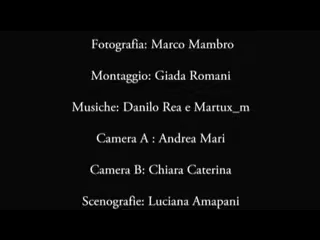 Fotografia: Marco Mambro
Montaggio: Giada Romani
Musiche: Danilo Rea e Martux_m
Camera A : Andrea Mari
Camera B: Chiara Caterina
Scenografie: Luciana Amapani